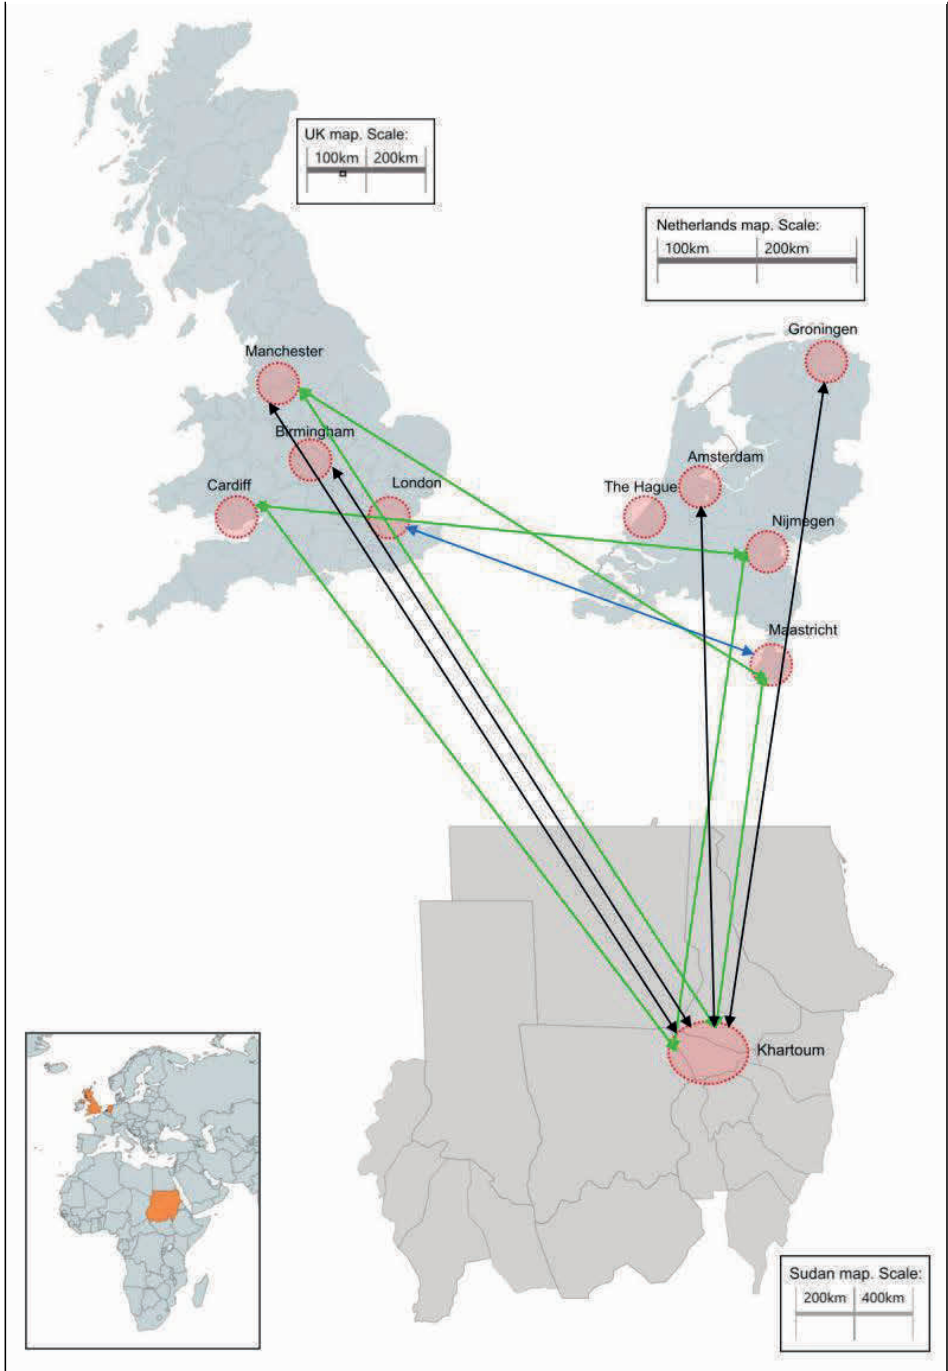 UK map. Scale:
100km 200km
Netherlands map. Scale:
100km 200km
Groningen
Manchester
Birmingham
Amsterdam
Cardiff
London
The Hague
Nijmegen
Maastricht
Khartoum
Sudan map. Scale:
200km 400km